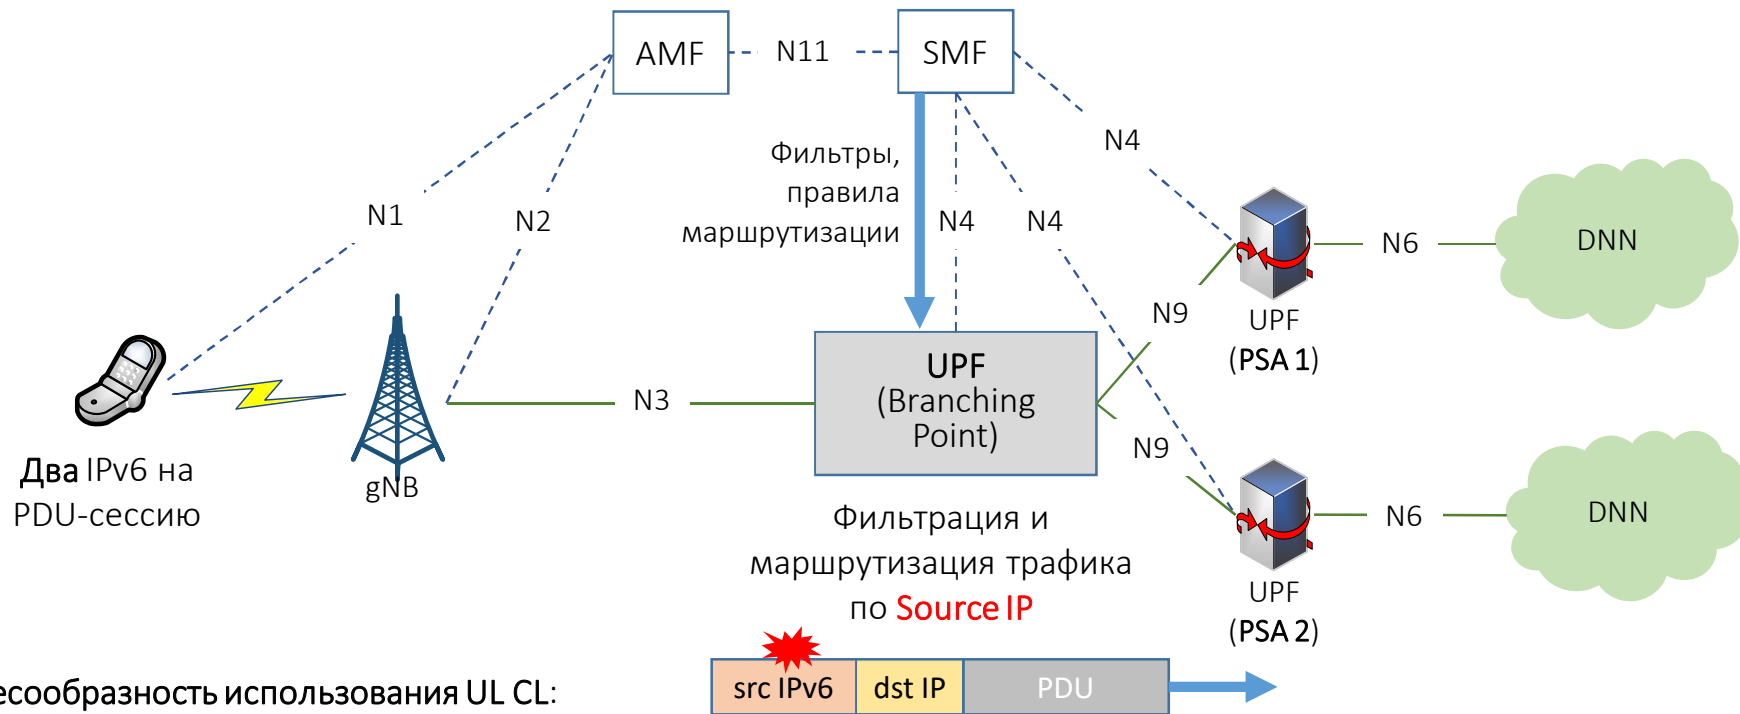 AMF
N11
SMF
Фильтры,
правила
маршрутизации
N4
N1
N2
N4
N4
N6
DNN
N9
UPF
(PSA 1)
UPF
(Branching
Point)
N3
N9
N6
DNN
Два IPv6 на
PDU-сессию
gNB
Фильтрация и
маршрутизация трафика
по Source IP
UPF
(PSA 2)
есообразность использования UL CL:
src IPv6
dst IP
PDU